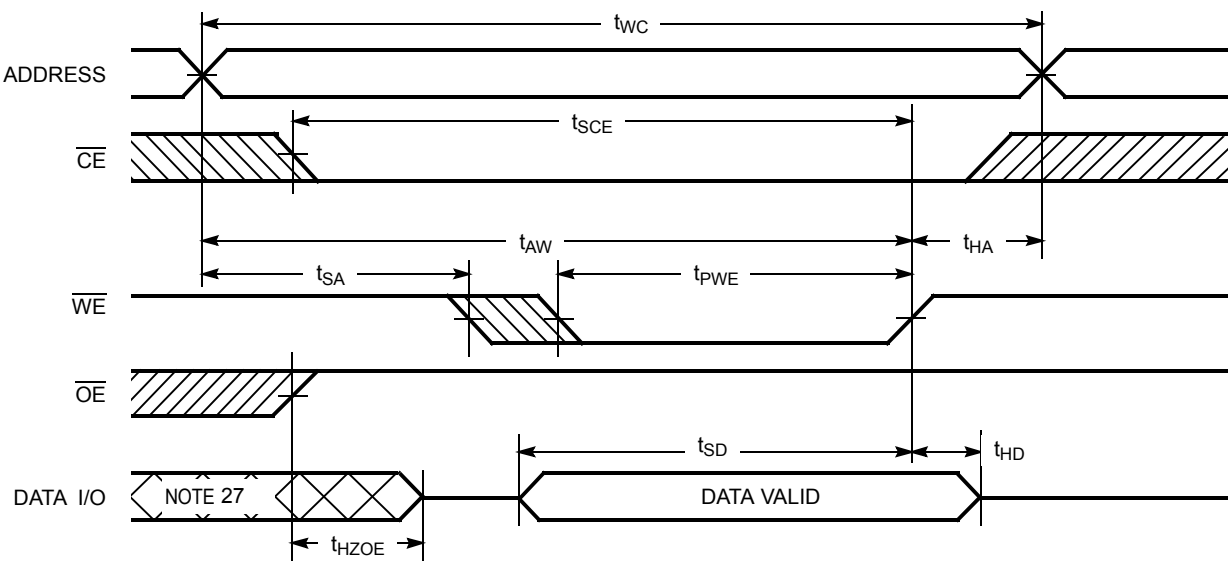 tWC
ADDRESS
tSCE
CE
tAW
tHA
tSA
tPWE
WE
OE
tSD
tHD
DATA I/O
NOTE 27
DATA VALID
tHZOE